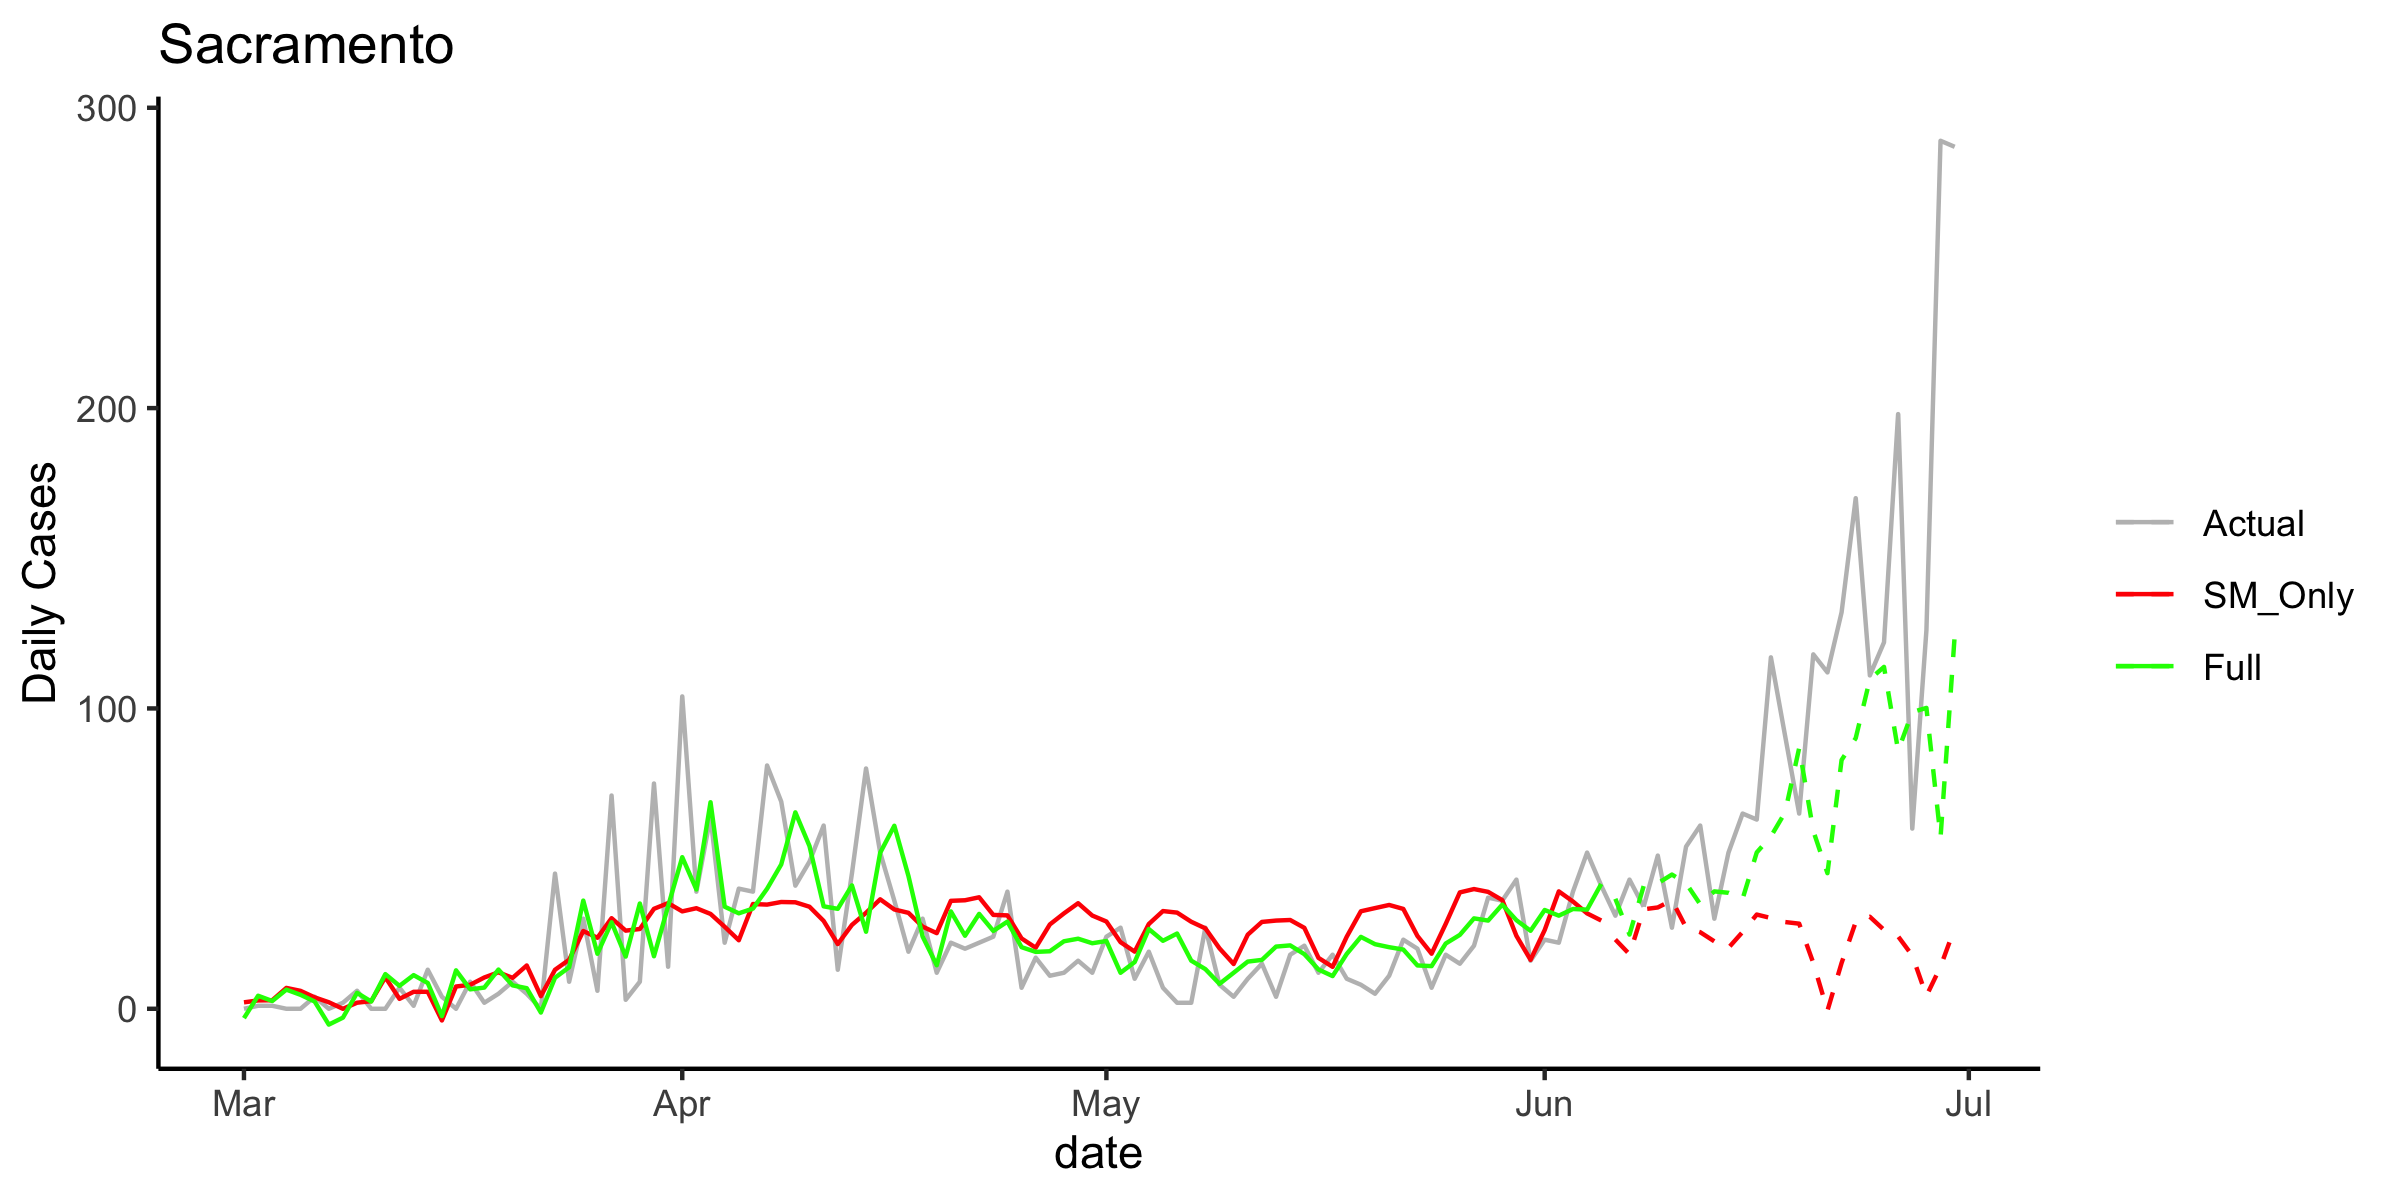 Sacramento
Daily Cases
300
200
100
0
Mar Apr May Jun Jul
date
Actual
SM_Only
Full